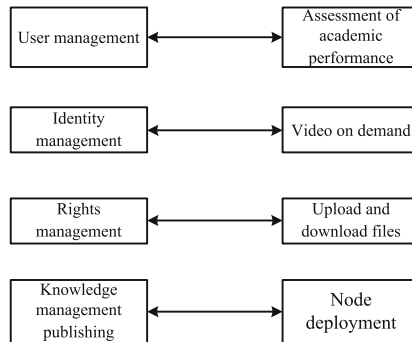 User management
Assessment of
academic
performance
Identity
management
Video on demand
Rights
management
Upload and
download files
Knowledge
management
publishing
Node
deployment